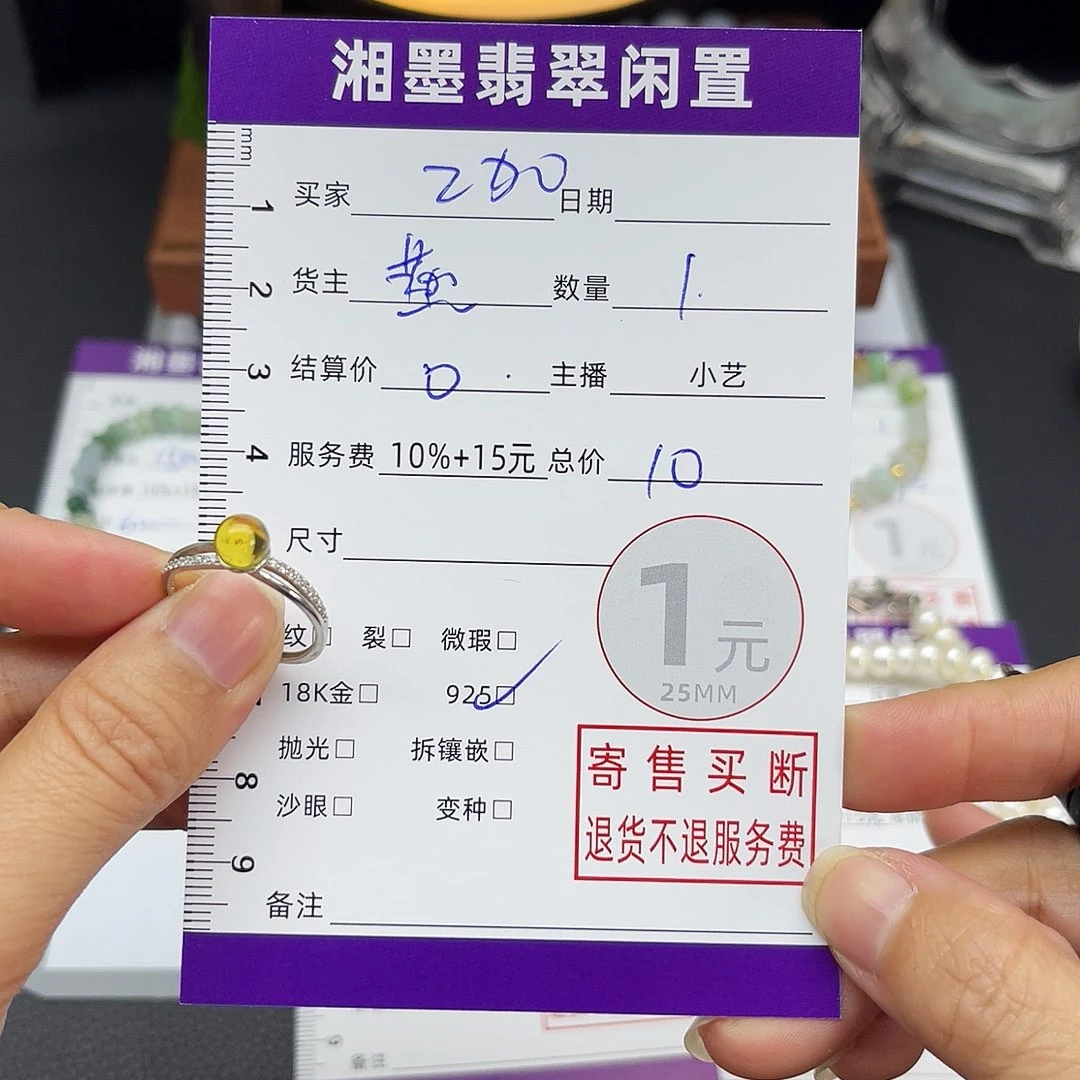 湘墨翡翠闲置
mm
买家 200 日期
1
货主 黄 数量 1.
2
结算价 0 . 主播 小艺
3
服务费 10%+15元 总价 10
4
尺寸
1元
25MM
纹□ 裂□ 微瑕□
18K金□ 925☑
抛光□ 拆镶嵌□
寄售买断
8
沙眼□ 变种□
退货不退服务费
9
备注